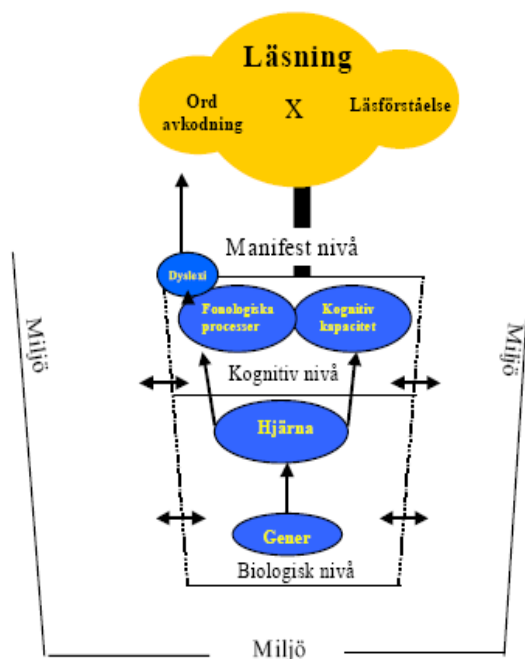 Läsning
Ord
avkodning
X
Läsförståelse
Manifest nivå
Dyslexi
Fonologiska
processer
Kognitiv
kapacitet
Miljö
Miljö
Kognitiv nivå
Hjärna
Gener
Biologisk nivå
Miljö